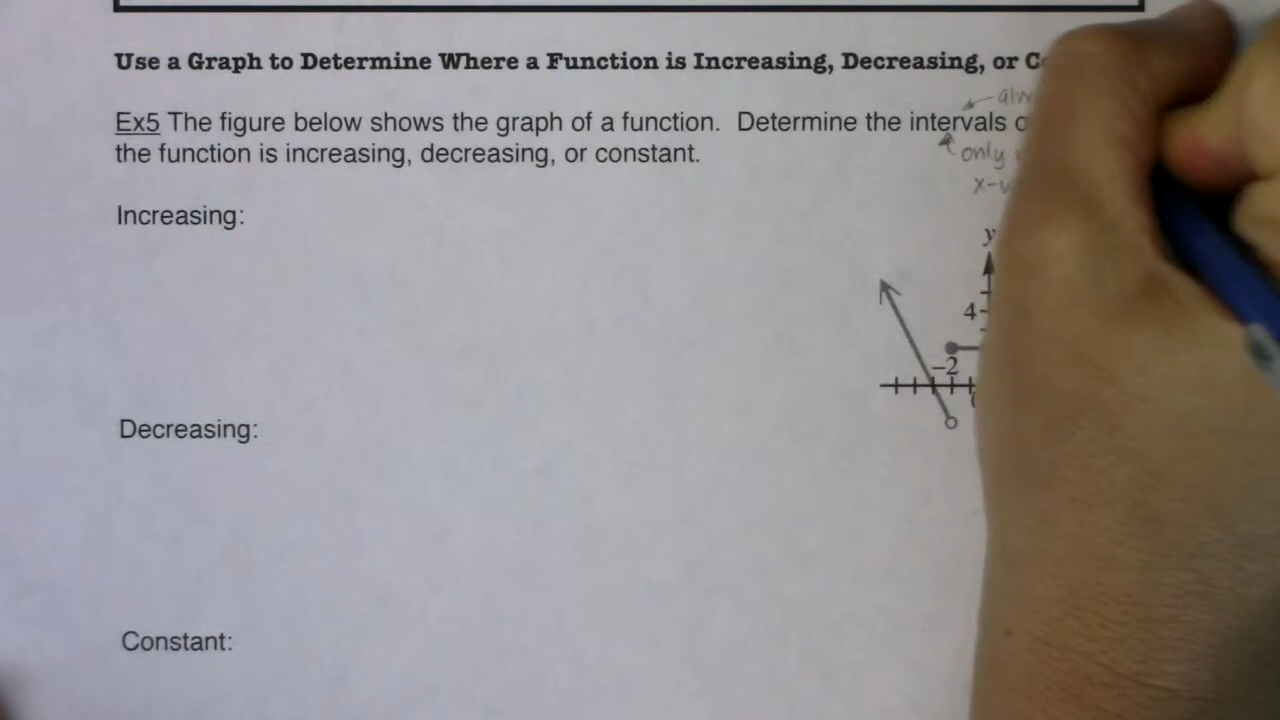 Use a Graph to Determine Where a Function is Increasing, Decreasing, or
Ex5 The figure below shows the graph of a function. Determine the intervals
the function is increasing, decreasing, or constant.
only
Increasing:
y
4
-2
Decreasing:
Constant: